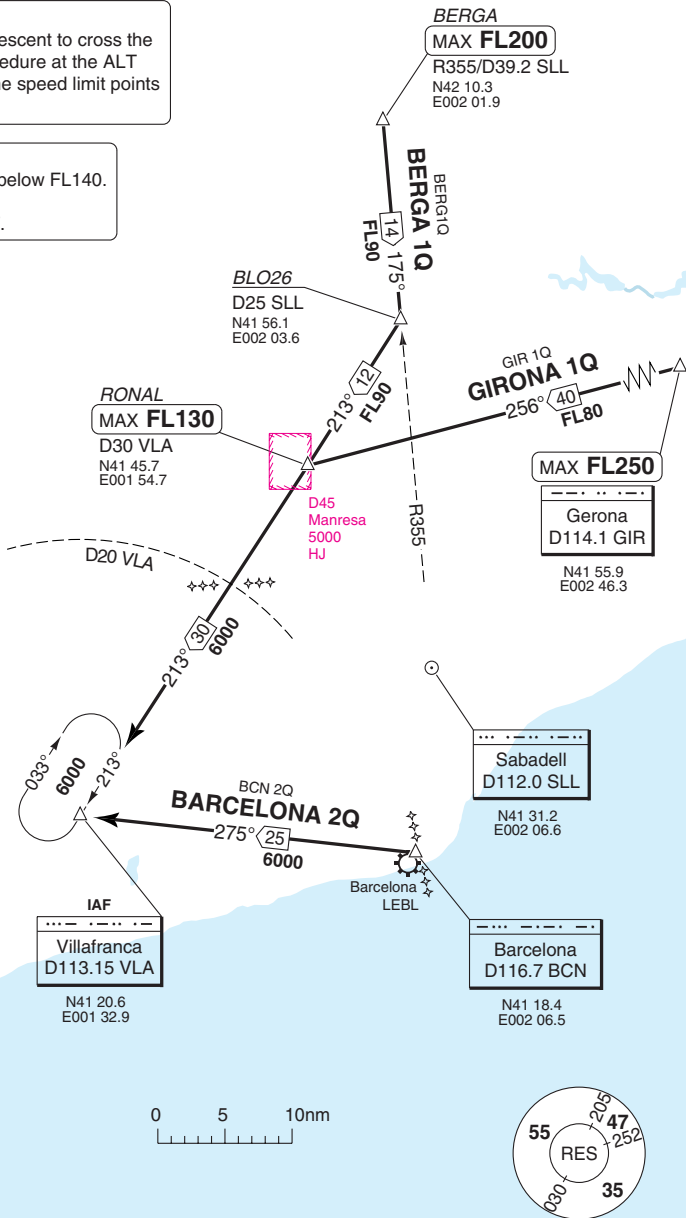 escent to cross the
edure at the ALT
e speed limit points
below FL140.
.
BERGA
MAX FL200
R355/D39.2 SLL
N42 10.3
E002 01.9
BERG1Q
BERGA 1Q
14
175°
FL90
BLO26
D25 SLL
N41 56.1
E002 03.6
GIR 1Q
GIRONA 1Q
256°
40
FL80
12
213°
FL90
RONAL
MAX FL130
D30 VLA
N41 45.7
E001 54.7
MAX FL250
Gerona
D114.1 GIR
N41 55.9
E002 46.3
D45
Manresa
5000
HJ
R355
D20 VLA
213°
30
6000
033°
6000
213°
Sabadell
D112.0 SLL
N41 31.2
E002 06.6
BCN 2Q
BARCELONA 2Q
275°
25
6000
Barcelona
LEBL
IAF
Villafranca
D113.15 VLA
N41 20.6
E001 32.9
Barcelona
D116.7 BCN
N41 18.4
E002 06.5
0 5 10nm
205
55
47
252
RES
030
35